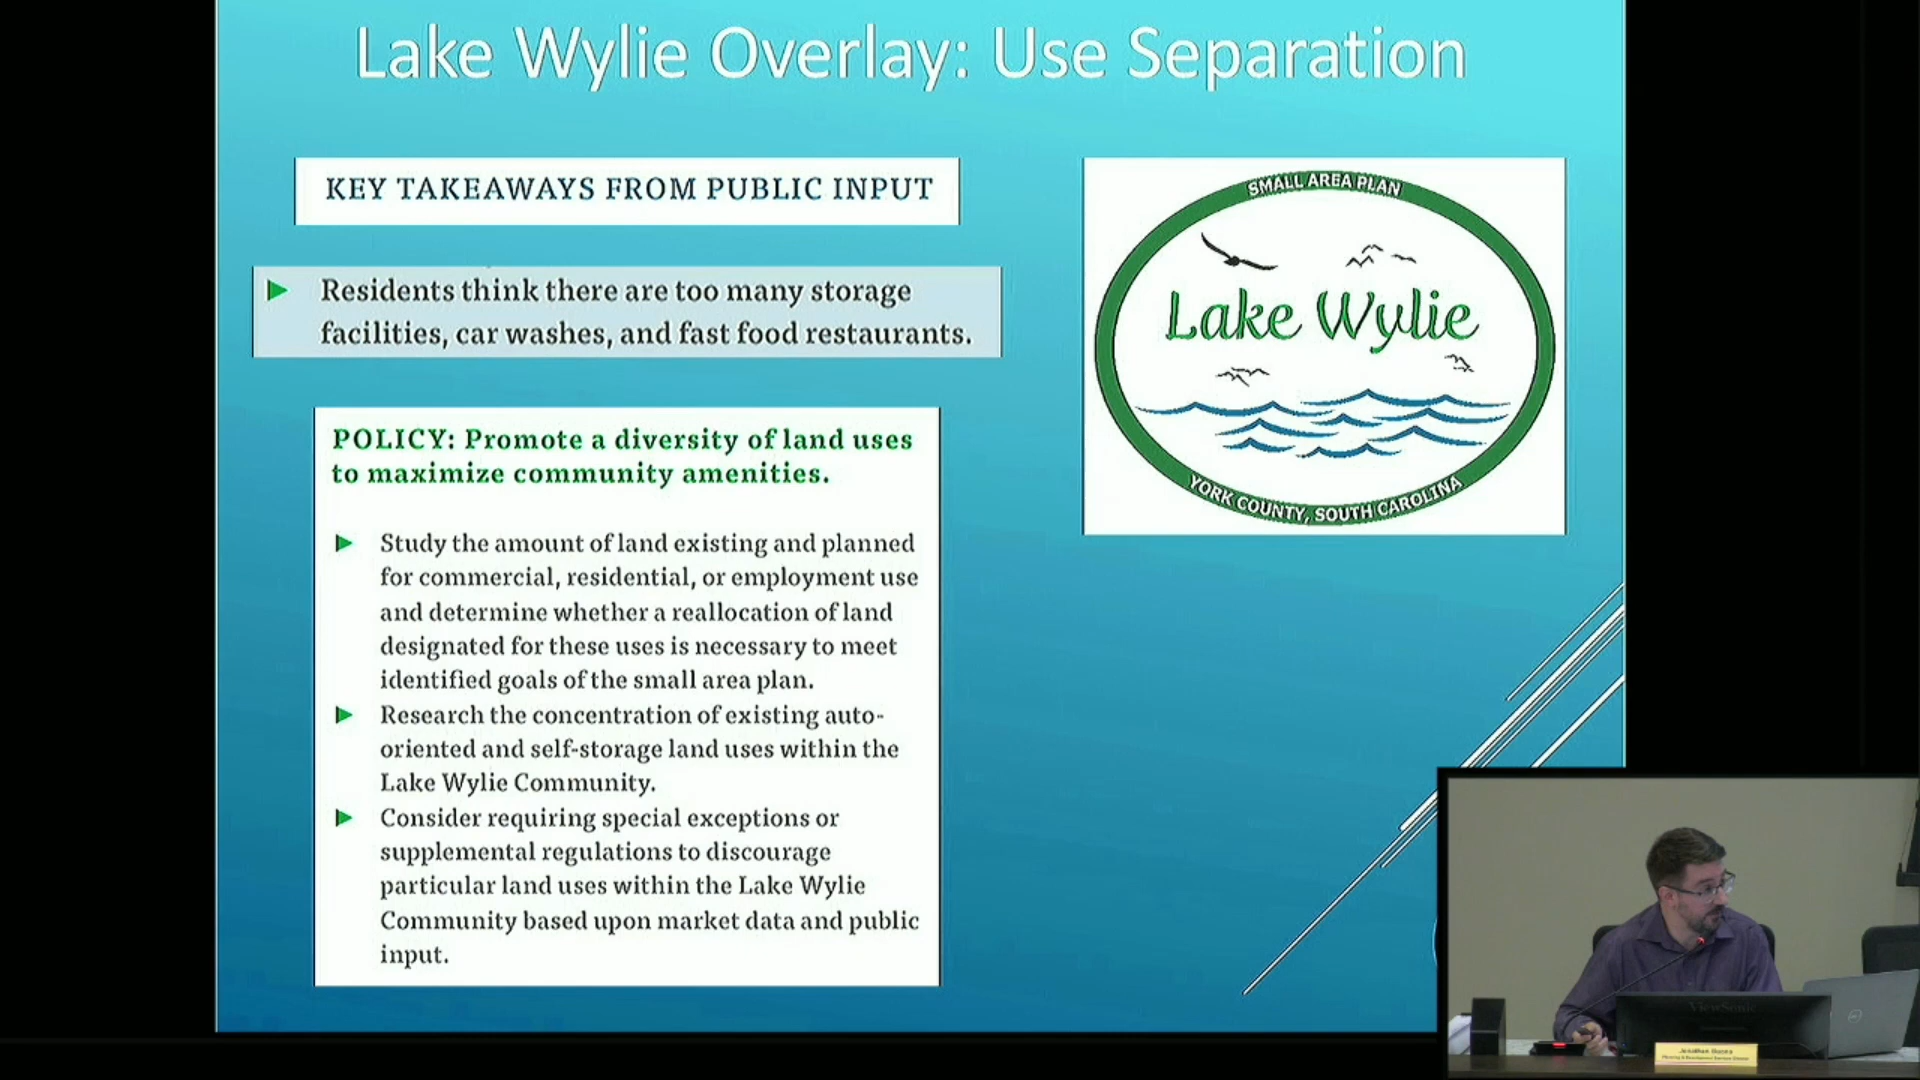 Lake Wylie Overlay: Use Separation
KEY TAKEAWAYS FROM PUBLIC INPUT
Residents think there are too many storage
facilities, car washes, and fast food restaurants.
POLICY: Promote a diversity of land uses
to maximize community amenities.
Study the amount of land existing and planned
for commercial, residential, or employment use
and determine whether a reallocation of land
designated for these uses is necessary to meet
identified goals of the small area plan.
Research the concentration of existing auto-
oriented and self-storage land uses within the
Lake Wylie Community.
Consider requiring special exceptions or
supplemental regulations to discourage
particular land uses within the Lake Wylie
Community based upon market data and public
input.
SMALL AREA PLAN
Lake Wylie
YORK COUNTY, SOUTH CAROLINA
ViewSonic